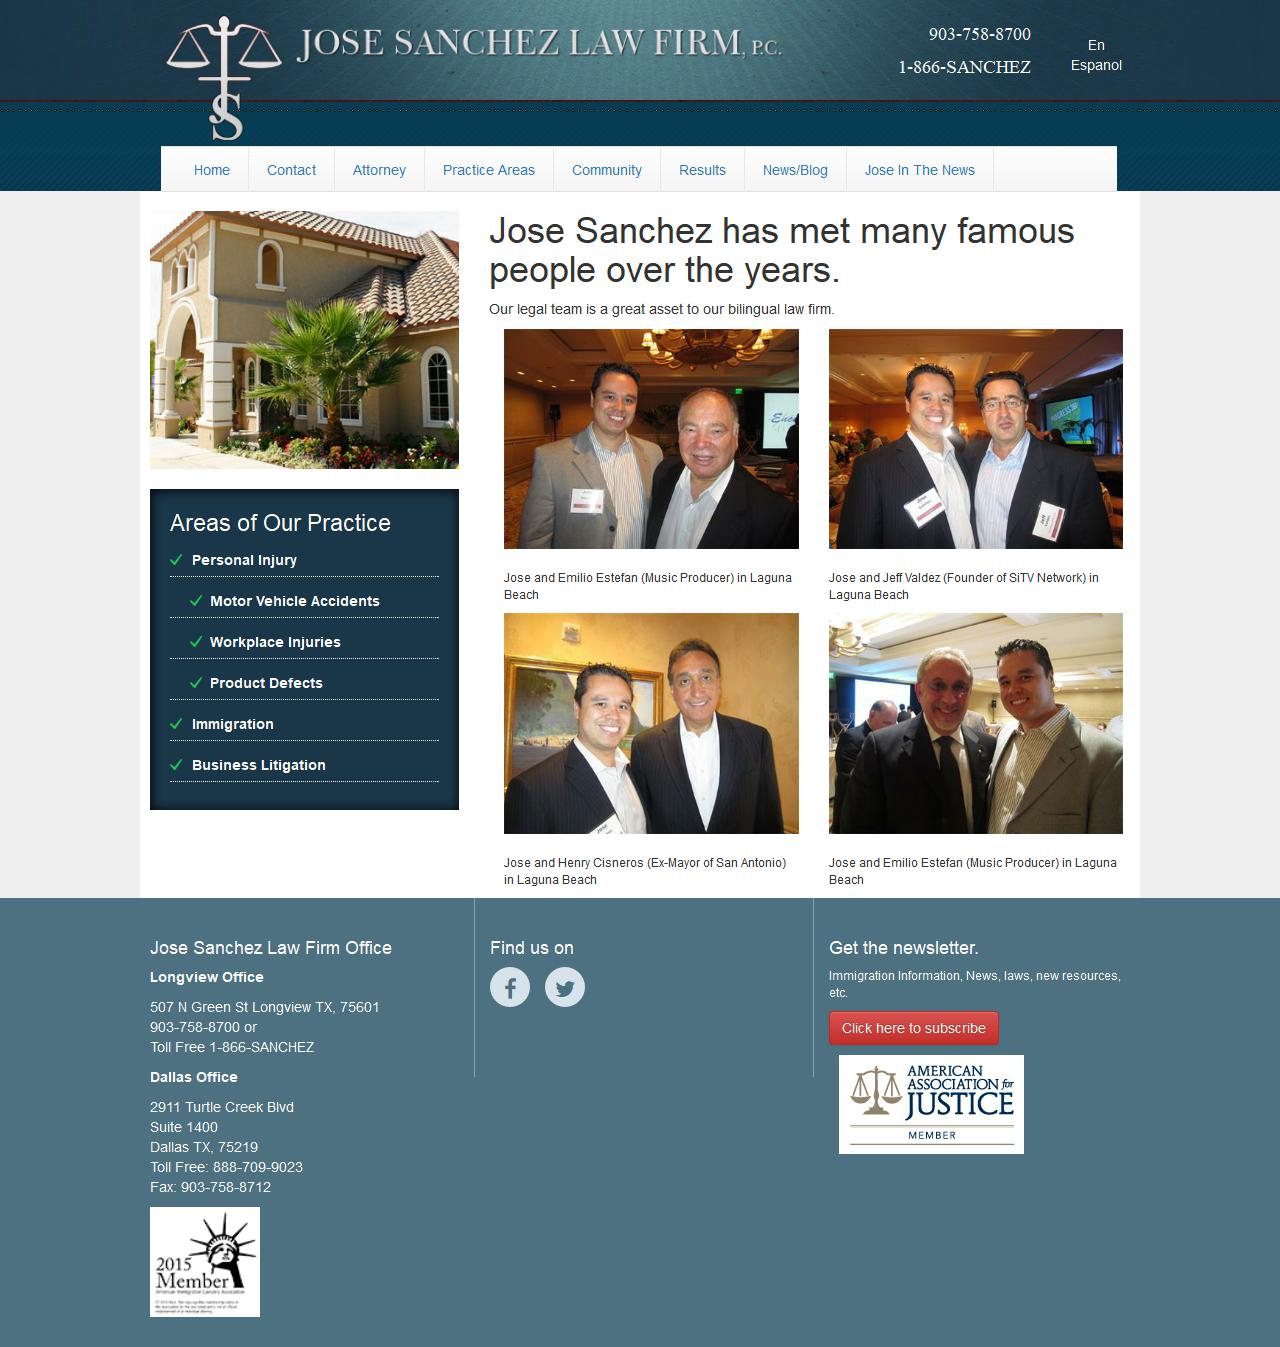 JOSE SANCHEZ LAW FIRM, P.C.
903-758-8700
1-866-SANCHEZ
En
Espanol
JS
Home Contact Attorney Practice Areas Community Results News/Blog Jose In The News
Jose Sanchez has met many famous
people over the years.
Our legal team is a great asset to our bilingual law firm.
Jose and Emilio Estefan (Music Producer) in Laguna
Beach
Jose and Jeff Valdez (Founder of SiTV Network) in
Laguna Beach
Jose and Henry Cisneros (Ex-Mayor of San Antonio)
in Laguna Beach
Jose and Emilio Estefan (Music Producer) in Laguna
Beach
Areas of Our Practice
Personal Injury
Motor Vehicle Accidents
Workplace Injuries
Product Defects
Immigration
Business Litigation
Jose Sanchez Law Firm Office
Longview Office
507 N Green St Longview TX, 75601
903-758-8700 or
Toll Free 1-866-SANCHEZ
Dallas Office
2911 Turtle Creek Blvd
Suite 1400
Dallas TX, 75219
Toll Free: 888-709-9023
Fax: 903-758-8712
2015
Member
American Immigration Lawyers Association
Find us on
Get the newsletter.
Immigration Information, News, laws, new resources,
etc.
Click here to subscribe
AMERICAN
ASSOCIATION for
JUSTICE
MEMBER